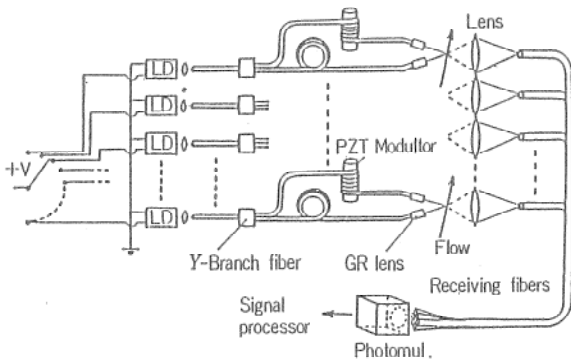 Lens
LD
LD
LD
PZT Modultor
+V
LD
Flow
Y-Branch fiber
GR lens
Receiving fibers
Signal
processor
Photomul.